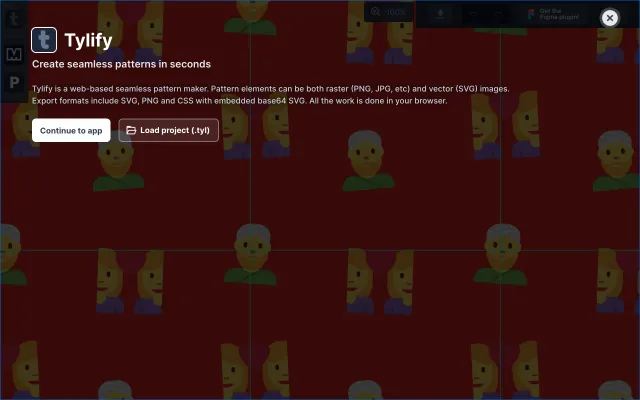 t
100%
Get the
Figma plugin!
t Tylify
M
Create seamless patterns in seconds
P
Tylify is a web-based seamless pattern maker. Pattern elements can be both raster (PNG, JPG, etc) and vector (SVG) images.
Export formats include SVG, PNG and CSS with embedded base64 SVG. All the work is done in your browser.
Continue to app
Load project (.tyl)